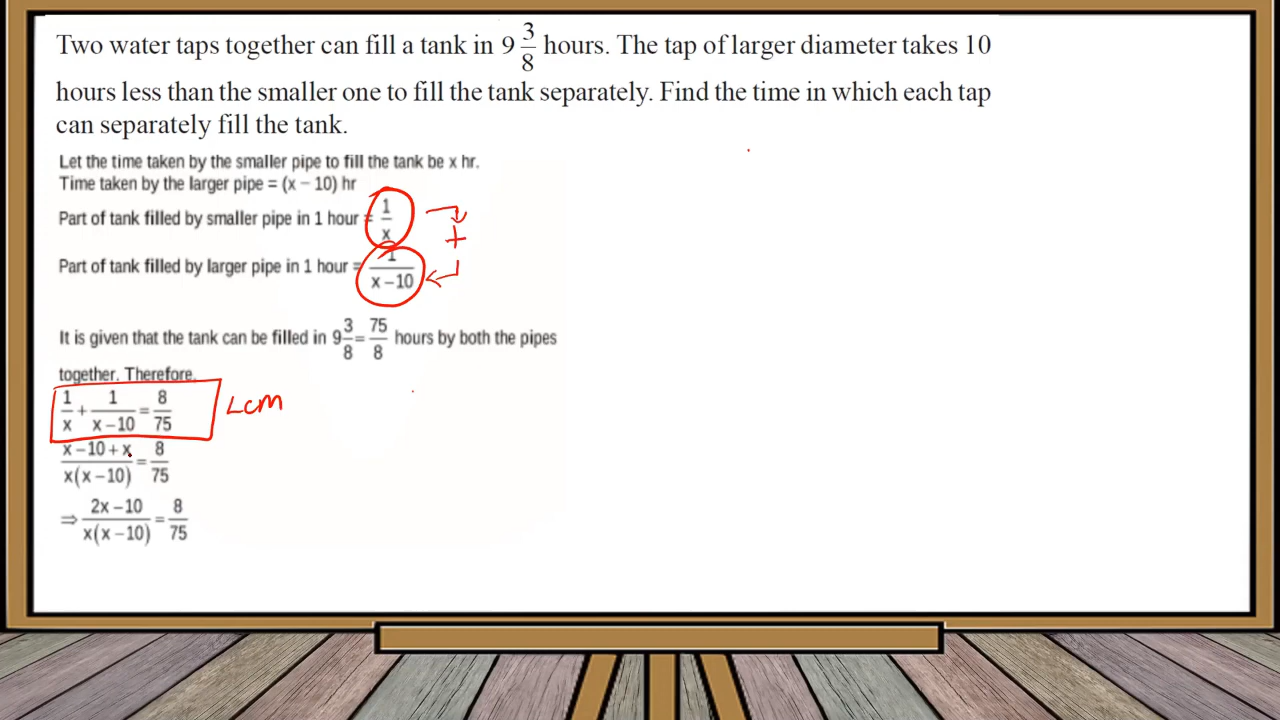 Two water taps together can fill a tank in 9 3/8 hours. The tap of larger diameter takes 10
hours less than the smaller one to fill the tank separately. Find the time in which each tap
can separately fill the tank.
Let the time taken by the smaller pipe to fill the tank be x hr.
Time taken by the larger pipe = (x – 10) hr
Part of tank filled by smaller pipe in 1 hour = 1/x
+
Part of tank filled by larger pipe in 1 hour = 1/(x – 10)
It is given that the tank can be filled in 9 3/8 = 75/8 hours by both the pipes
together. Therefore,
1/x + 1/(x – 10) = 8/75 LCM
(x – 10 + x)/(x(x – 10)) = 8/75
⇒ (2x – 10)/(x(x – 10)) = 8/75